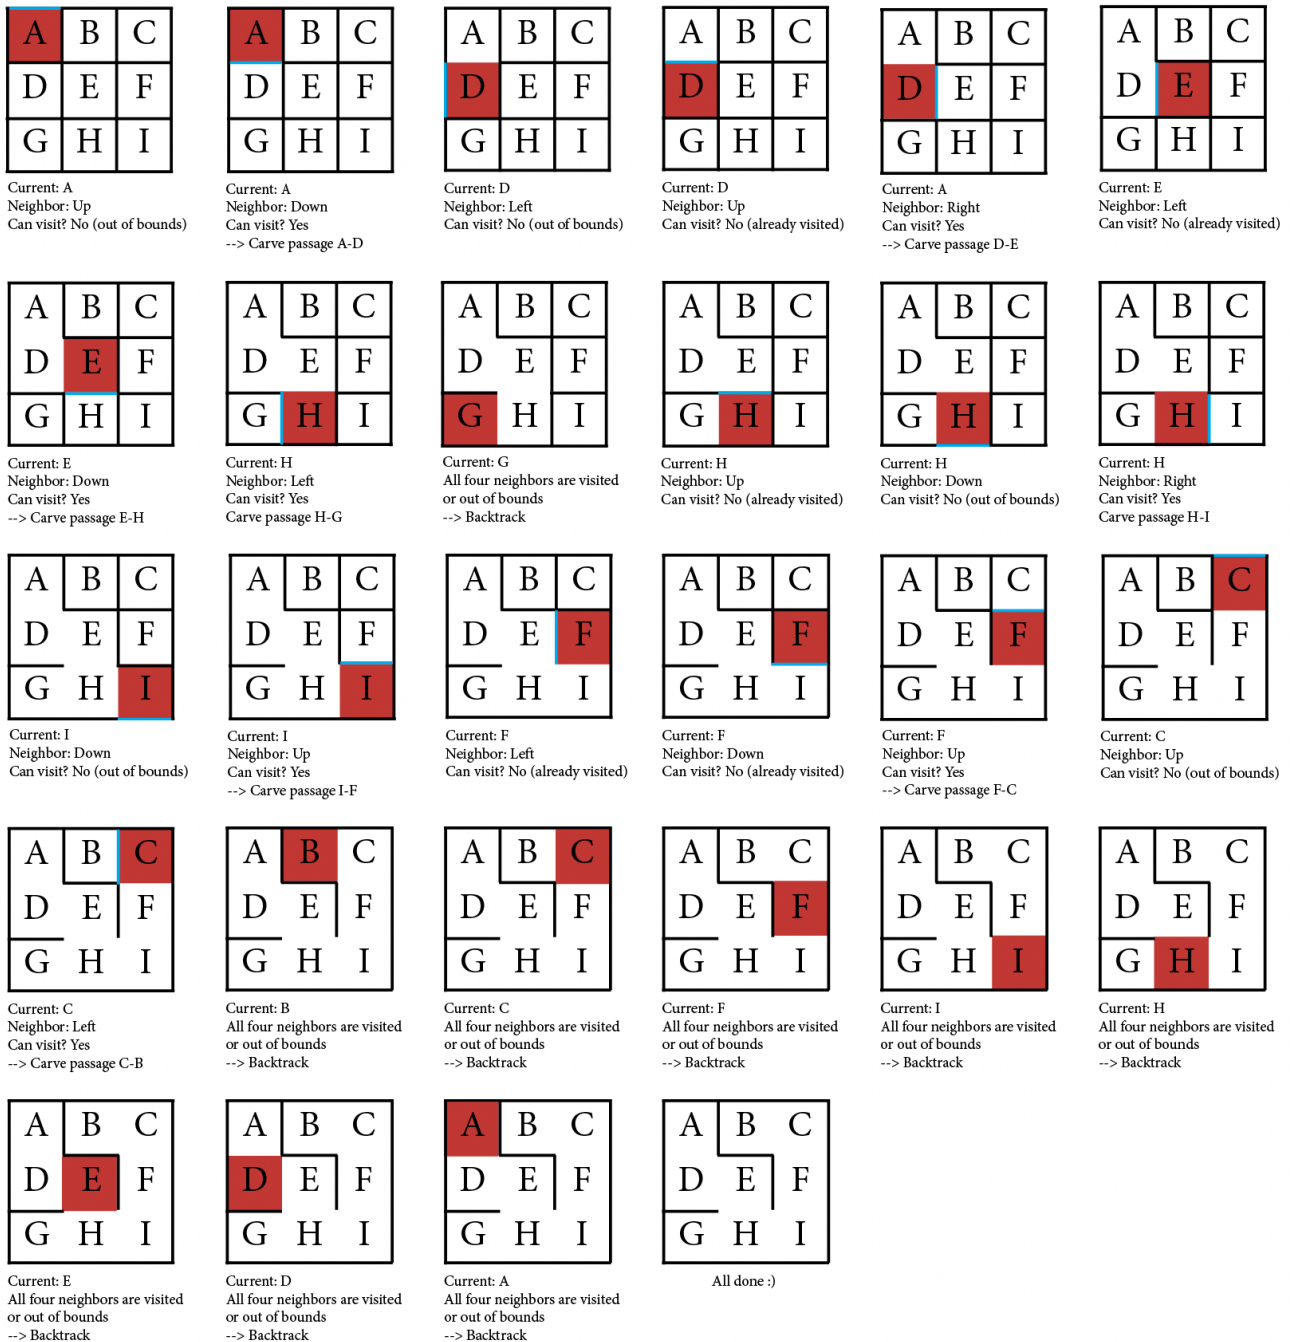 A B C
D E F
G H I
Current: A
Neighbor: Up
Can visit? No (out of bounds)
A B C
D E F
G H I
Current: A
Neighbor: Down
Can visit? Yes
--> Carve passage A-D
A B C
D E F
G H I
Current: D
Neighbor: Left
Can visit? No (out of bounds)
A B C
D E F
G H I
Current: D
Neighbor: Up
Can visit? No (already visited)
A B C
D E F
G H I
Current: A
Neighbor: Right
Can visit? Yes
--> Carve passage D-E
A B C
D E F
G H I
Current: E
Neighbor: Left
Can visit? No (already visited)
A B C
D E F
G H I
Current: E
Neighbor: Down
Can visit? Yes
--> Carve passage E-H
A B C
D E F
G H I
Current: H
Neighbor: Left
Can visit? Yes
Carve passage H-G
A B C
D E F
G H I
Current: G
All four neighbors are visited
or out of bounds
--> Backtrack
A B C
D E F
G H I
Current: H
Neighbor: Up
Can visit? No (already visited)
A B C
D E F
G H I
Current: H
Neighbor: Down
Can visit? No (out of bounds)
A B C
D E F
G H I
Current: H
Neighbor: Right
Can visit? Yes
Carve passage H-I
A B C
D E F
G H I
Current: I
Neighbor: Down
Can visit? No (out of bounds)
A B C
D E F
G H I
Current: I
Neighbor: Up
Can visit? Yes
--> Carve passage I-F
A B C
D E F
G H I
Current: F
Neighbor: Left
Can visit? No (already visited)
A B C
D E F
G H I
Current: F
Neighbor: Down
Can visit? No (already visited)
A B C
D E F
G H I
Current: F
Neighbor: Up
Can visit? Yes
--> Carve passage F-C
A B C
D E F
G H I
Current: C
Neighbor: Up
Can visit? No (out of bounds)
A B C
D E F
G H I
Current: C
Neighbor: Left
Can visit? Yes
--> Carve passage C-B
A B C
D E F
G H I
Current: B
All four neighbors are visited
or out of bounds
--> Backtrack
A B C
D E F
G H I
Current: C
All four neighbors are visited
or out of bounds
--> Backtrack
A B C
D E F
G H I
Current: F
All four neighbors are visited
or out of bounds
--> Backtrack
A B C
D E F
G H I
Current: I
All four neighbors are visited
or out of bounds
--> Backtrack
A B C
D E F
G H I
Current: H
All four neighbors are visited
or out of bounds
--> Backtrack
A B C
D E F
G H I
Current: E
All four neighbors are visited
or out of bounds
--> Backtrack
A B C
D E F
G H I
Current: D
All four neighbors are visited
or out of bounds
--> Backtrack
A B C
D E F
G H I
Current: A
All four neighbors are visited
or out of bounds
--> Backtrack
A B C
D E F
G H I
All done :)